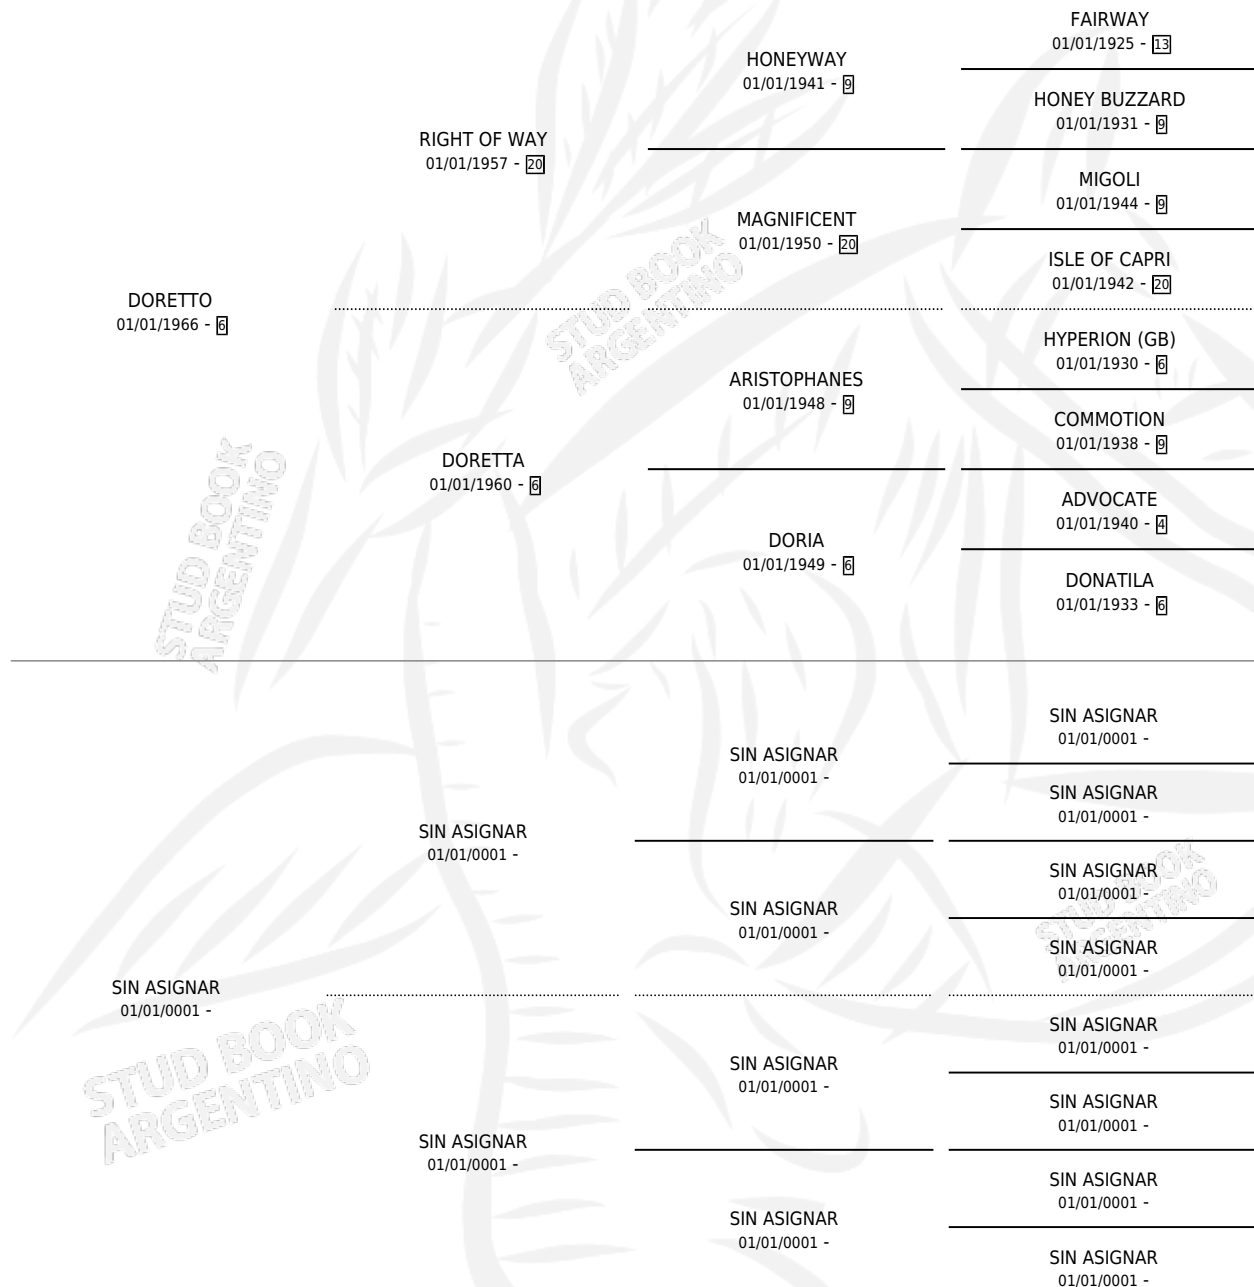 FAIRWAY
01/01/1925 - 13
HONEYWAY
01/01/1941 - 9
HONEY BUZZARD
01/01/1931 - 9
RIGHT OF WAY
01/01/1957 - 20
MIGOLI
01/01/1944 - 9
MAGNIFICENT
01/01/1950 - 20
ISLE OF CAPRI
01/01/1942 - 20
DORETTO
01/01/1966 - 6
STUD BOOK
ARGENTINO
HYPERION (GB)
01/01/1930 - 6
ARISTOPHANES
01/01/1948 - 9
COMMOTION
01/01/1938 - 9
DORETTA
01/01/1960 - 6
ADVOCATE
01/01/1940 - 4
DORIA
01/01/1949 - 6
DONATILA
01/01/1933 - 6
STUD BOOK
ARGENTINO
SIN ASIGNAR
01/01/0001 -
SIN ASIGNAR
01/01/0001 -
SIN ASIGNAR
01/01/0001 -
SIN ASIGNAR
01/01/0001 -
SIN ASIGNAR
01/01/0001 -
SIN ASIGNAR
01/01/0001 -
SIN ASIGNAR
01/01/0001 -
STUD BOOK
ARGENTINO
SIN ASIGNAR
01/01/0001 -
SIN ASIGNAR
01/01/0001 -
SIN ASIGNAR
01/01/0001 -
SIN ASIGNAR
01/01/0001 -
STUD BOOK
ARGENTINO
SIN ASIGNAR
01/01/0001 -
SIN ASIGNAR
01/01/0001 -
SIN ASIGNAR
01/01/0001 -
SIN ASIGNAR
01/01/0001 -